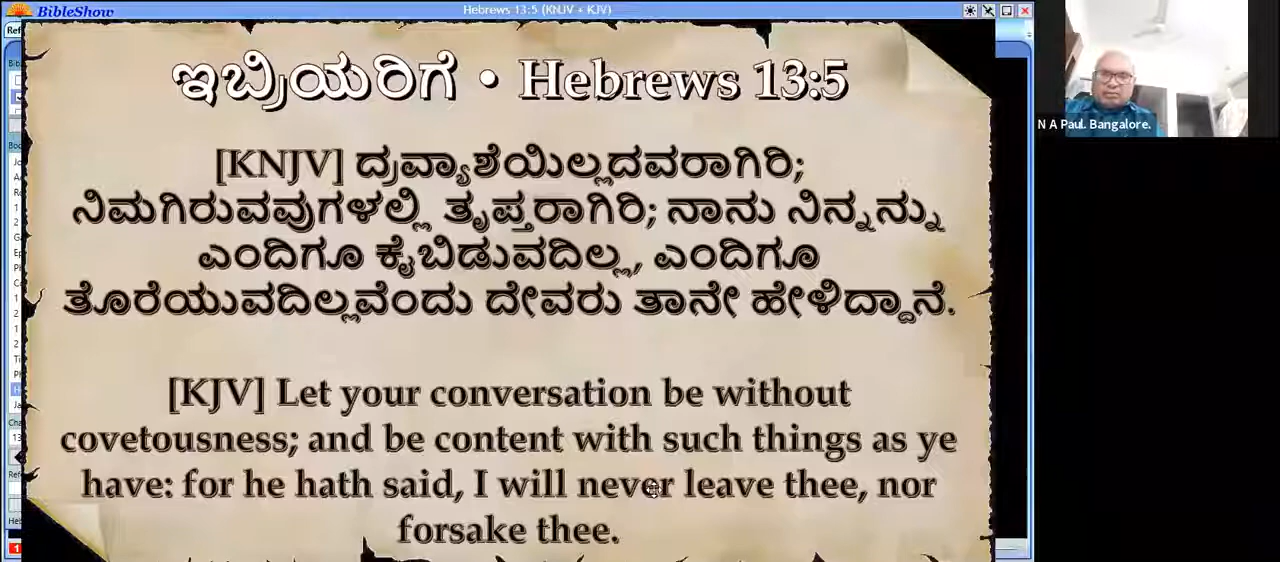 BibleShow
Hebrews 13:5 (KNJV + KJV)
ಇಬ್ರಿಯರಿಗೆ • Hebrews 13:5
[KNJV] ದ್ರವ್ಯಾಶೆಯಿಲ್ಲದವರಾಗಿರಿ;
ನಿಮಗಿರುವವುಗಳಲ್ಲಿ ತೃಪ್ತರಾಗಿರಿ; ನಾನು ನಿನ್ನನ್ನು
ಎಂದಿಗೂ ಕೈಬಿಡುವದಿಲ್ಲ, ಎಂದಿಗೂ
ತೊರೆಯುವದಿಲ್ಲವೆಂದು ದೇವರು ತಾನೇ ಹೇಳಿದ್ದಾನೆ.
[KJV] Let your conversation be without
covetousness; and be content with such things as ye
have: for he hath said, I will never leave thee, nor
forsake thee.
N A Paul. Bangalore.